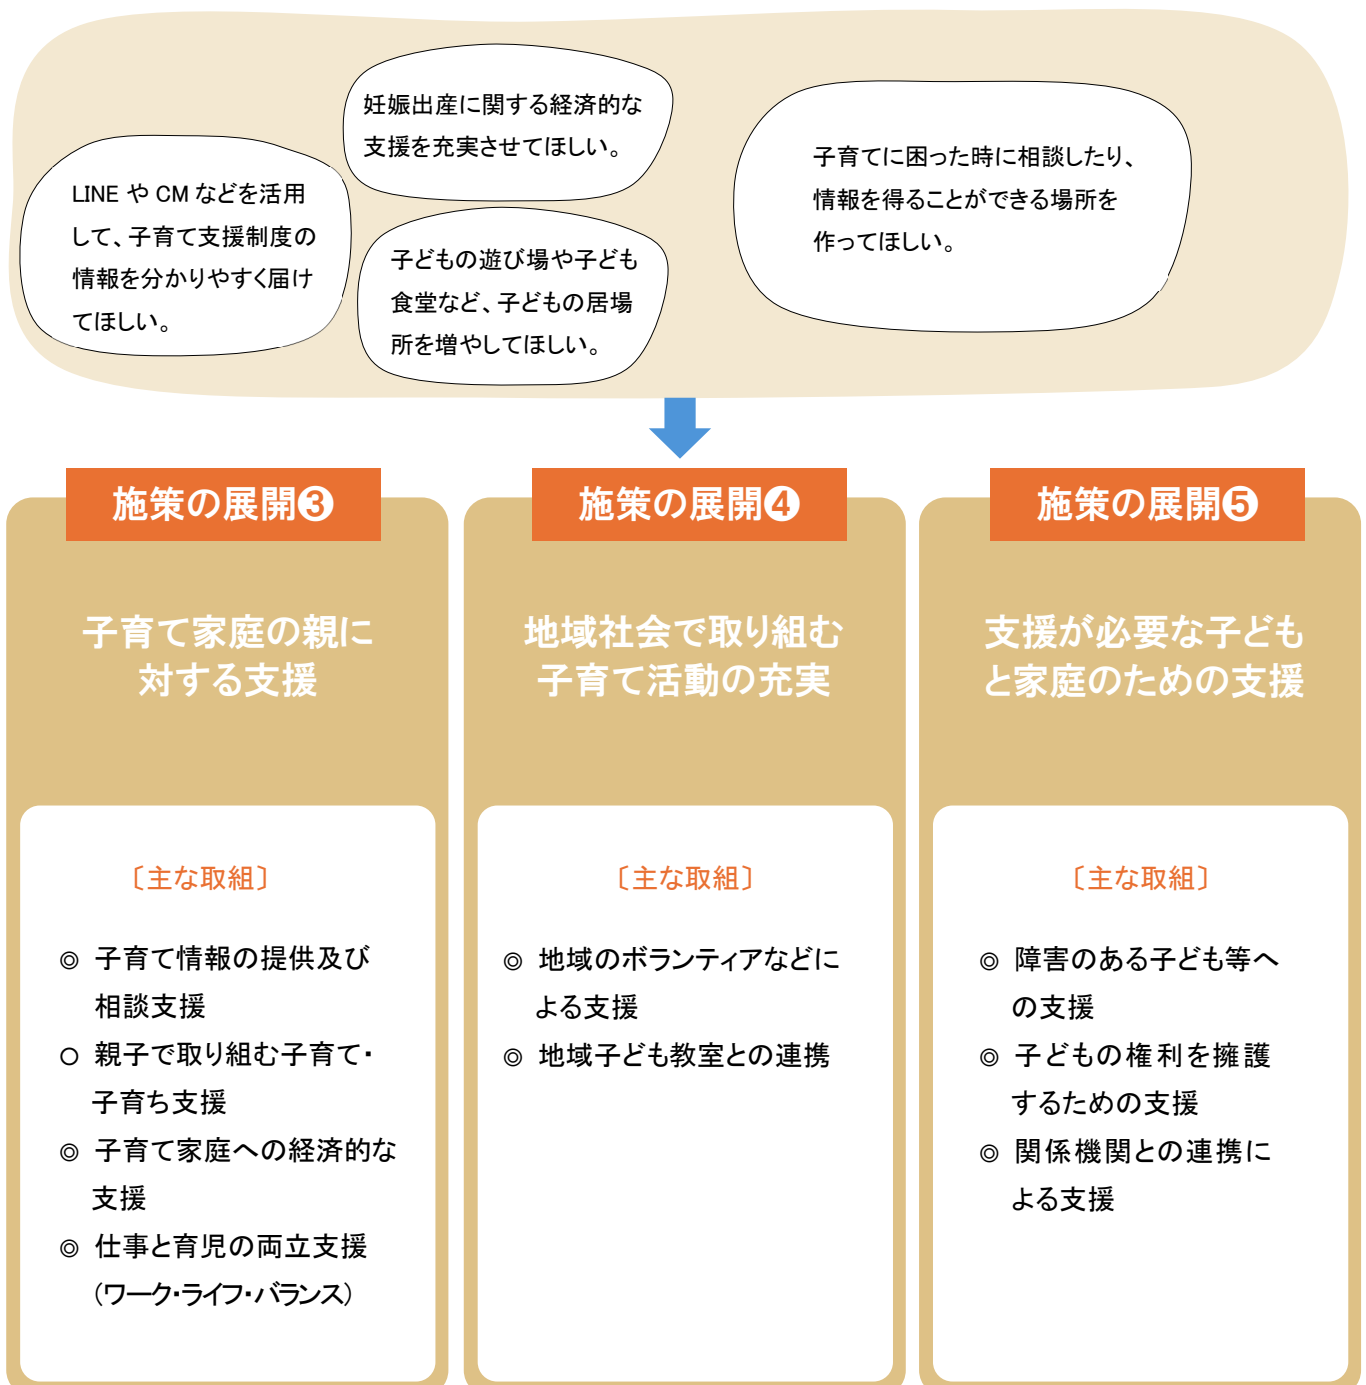 妊娠出産に関する経済的な
支援を充実させてほしい。
LINE や CM などを活用
して、子育て支援制度の
情報を分かりやすく届け
てほしい。
子どもの遊び場や子ども
食堂など、子どもの居場
所を増やしてほしい。
子育てに困った時に相談したり、
情報を得ることができる場所を
作ってほしい。
施策の展開❸
子育て家庭の親に
対する支援
〔主な取組〕
◎ 子育て情報の提供及び
相談支援
○ 親子で取り組む子育て・
子育ち支援
◎ 子育て家庭への経済的な
支援
◎ 仕事と育児の両立支援
（ワーク・ライフ・バランス）
施策の展開❹
地域社会で取り組む
子育て活動の充実
〔主な取組〕
◎ 地域のボランティアなどに
よる支援
◎ 地域子ども教室との連携
施策の展開❺
支援が必要な子ども
と家庭のための支援
〔主な取組〕
◎ 障害のある子ども等へ
の支援
◎ 子どもの権利を擁護
するための支援
◎ 関係機関との連携に
よる支援